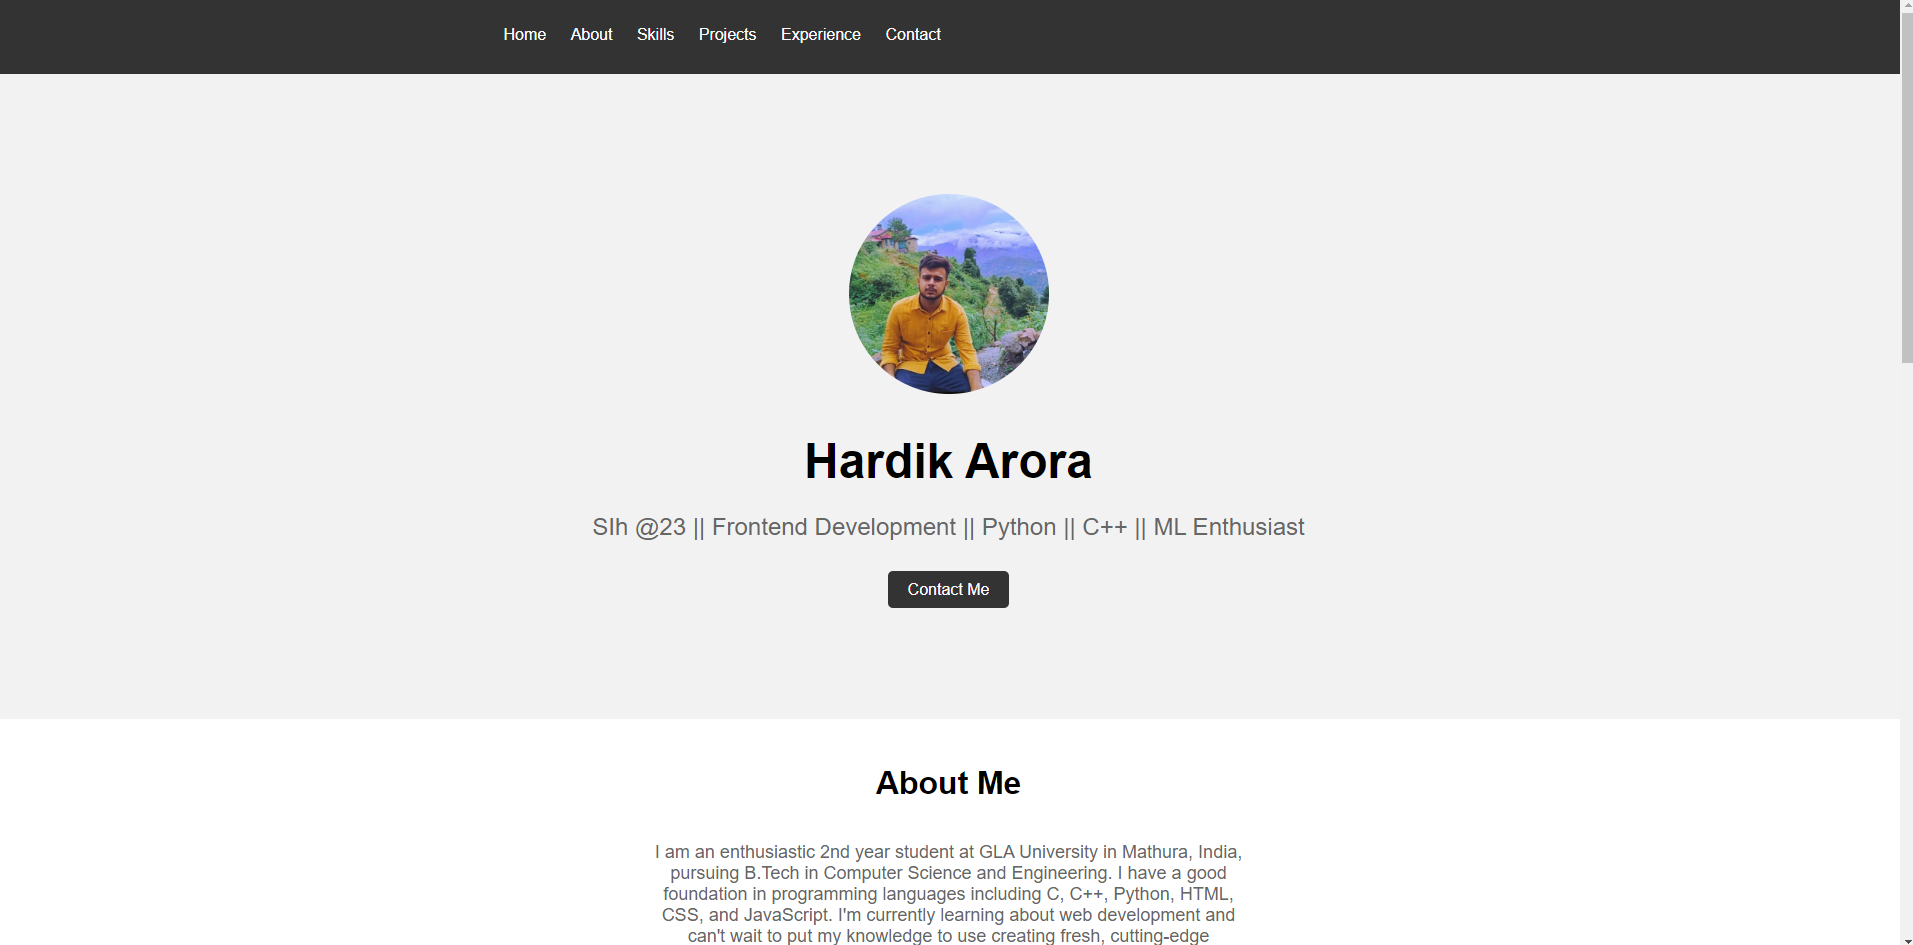 Home About Skills Projects Experience Contact
Hardik Arora
SIh @23 || Frontend Development || Python || C++ || ML Enthusiast
Contact Me
About Me
I am an enthusiastic 2nd year student at GLA University in Mathura, India,
pursuing B.Tech in Computer Science and Engineering. I have a good
foundation in programming languages including C, C++, Python, HTML,
CSS, and JavaScript. I'm currently learning about web development and
can't wait to put my knowledge to use creating fresh, cutting-edge